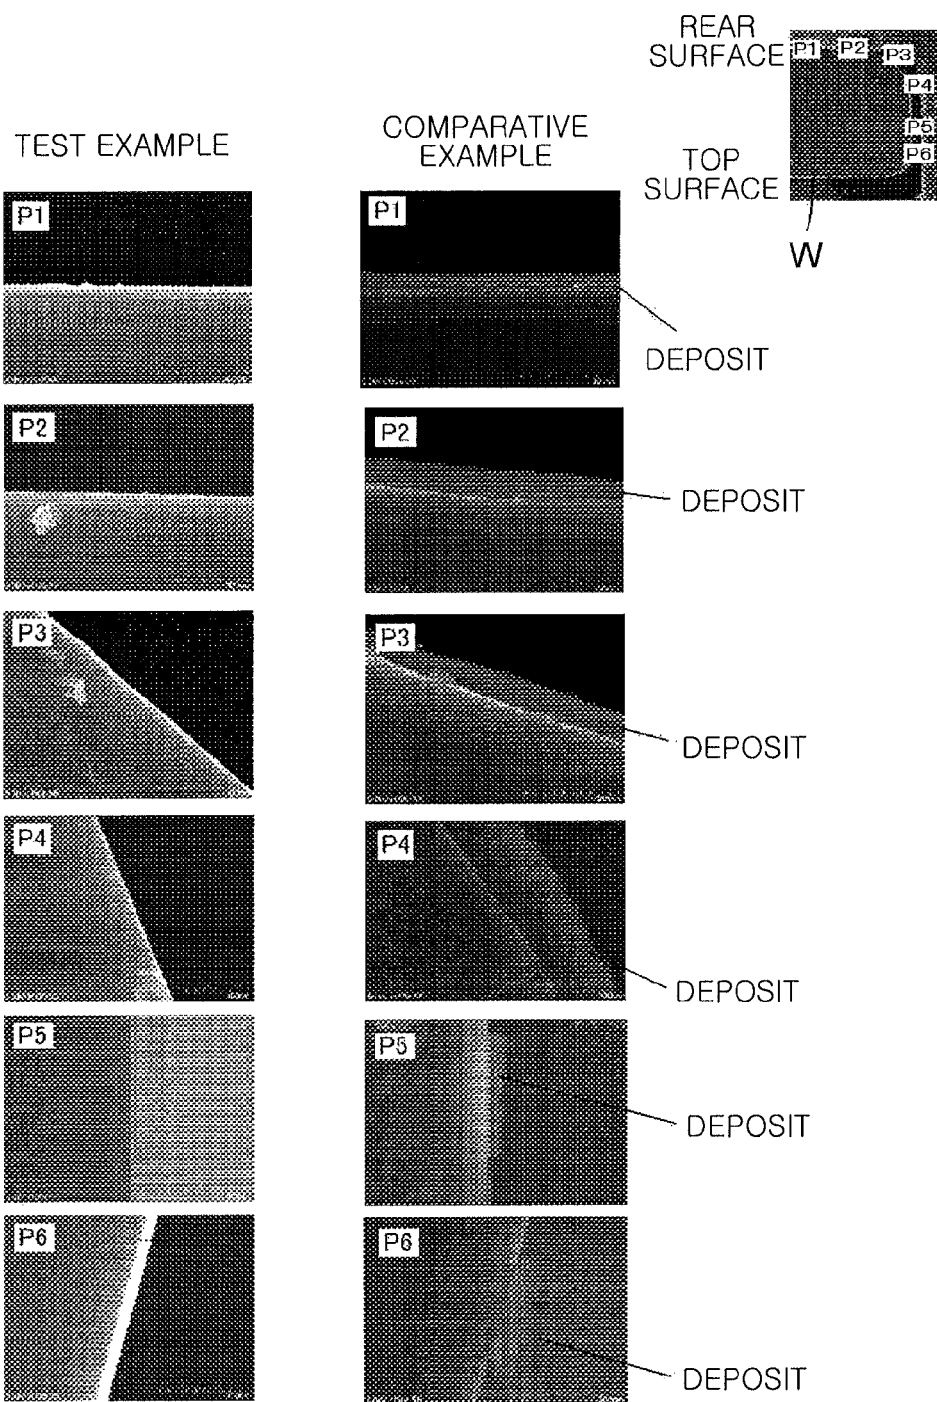 REAR
SURFACE
P1 P2 P3
P4
P5
P6
TOP
SURFACE
W
TEST EXAMPLE
COMPARATIVE
EXAMPLE
P1
P1
DEPOSIT
P2
P2
DEPOSIT
P3
P3
DEPOSIT
P4
P4
DEPOSIT
P5
P5
DEPOSIT
P6
P6
DEPOSIT